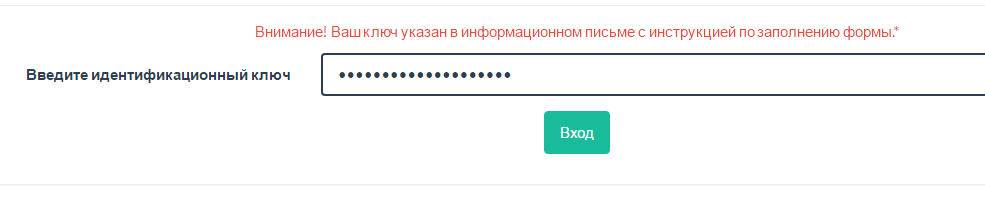 Внимание! Ваш ключ указан в информационном письме с инструкцией по заполнению формы.*
Введите идентификационный ключ ••••••••••••••••••••
Вход